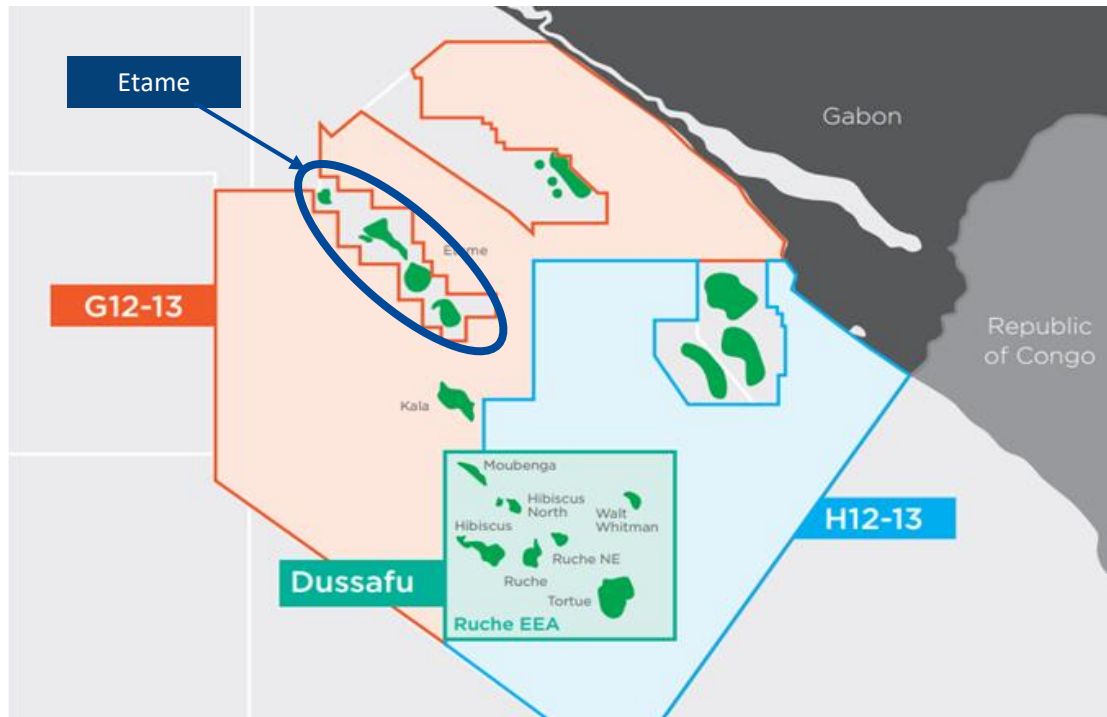 Etame
Gabon
Etame
G12-13
Republic
of Congo
Kala
Moubenga
Hibiscus
North
Walt
Whitman
Hibiscus
H12-13
Ruche NE
Dussafu
Ruche
Tortue
Ruche EEA